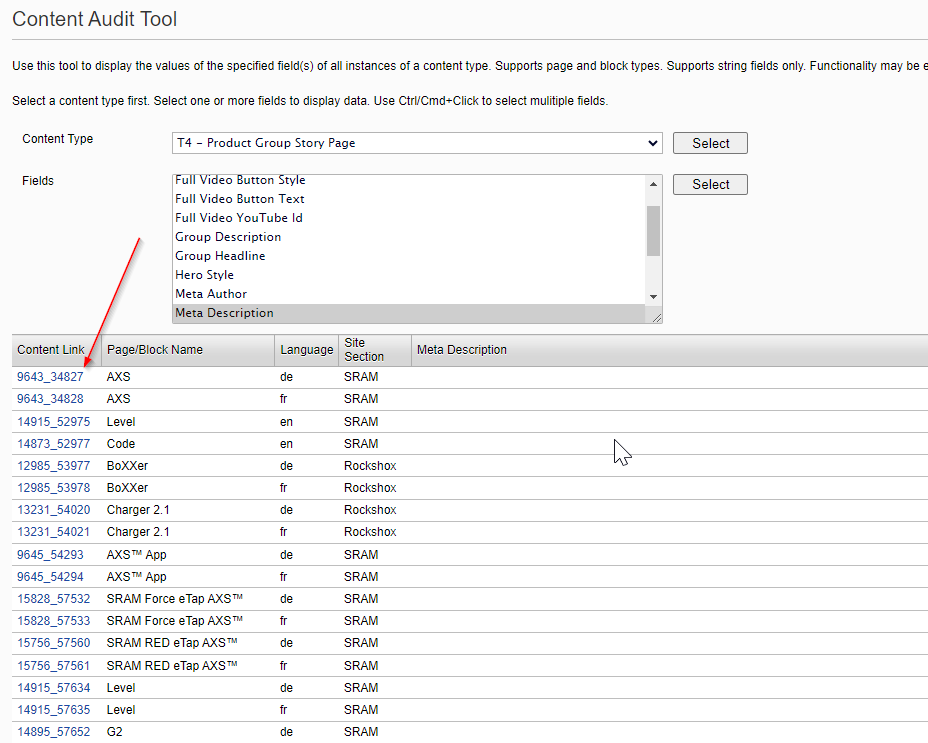 Content Audit Tool
Use this tool to display the values of the specified field(s) of all instances of a content type. Supports page and block types. Supports string fields only. Functionality may be e
Select a content type first. Select one or more fields to display data. Use Ctrl/Cmd+Click to select mulitiple fields.
Content Type T4 - Product Group Story Page Select
Fields Select
Full Video Button Style
Full Video Button Text
Full Video YouTube Id
Group Description
Group Headline
Hero Style
Meta Author
Meta Description
Content Link Page/Block Name Language Site Section Meta Description
9643_34827 AXS de SRAM
9643_34828 AXS fr SRAM
14915_52975 Level en SRAM
14873_52977 Code en SRAM
12985_53977 BoXXer de Rockshox
12985_53978 BoXXer fr Rockshox
13231_54020 Charger 2.1 de Rockshox
13231_54021 Charger 2.1 fr Rockshox
9645_54293 AXS™ App de SRAM
9645_54294 AXS™ App fr SRAM
15828_57532 SRAM Force eTap AXS™ de SRAM
15828_57533 SRAM Force eTap AXS™ fr SRAM
15756_57560 SRAM RED eTap AXS™ de SRAM
15756_57561 SRAM RED eTap AXS™ fr SRAM
14915_57634 Level de SRAM
14915_57635 Level fr SRAM
14895_57652 G2 de SRAM